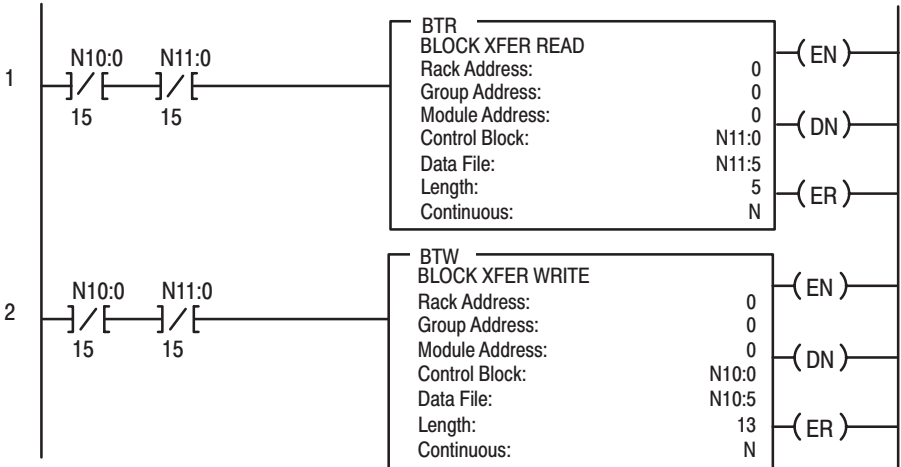 1
N10:0 N11:0
15 15
BTR
BLOCK XFER READ
Rack Address: 0
Group Address: 0
Module Address: 0
Control Block: N11:0
Data File: N11:5
Length: 5
Continuous: N
EN
DN
ER
2
N10:0 N11:0
15 15
BTW
BLOCK XFER WRITE
Rack Address: 0
Group Address: 0
Module Address: 0
Control Block: N10:0
Data File: N10:5
Length: 13
Continuous: N
EN
DN
ER